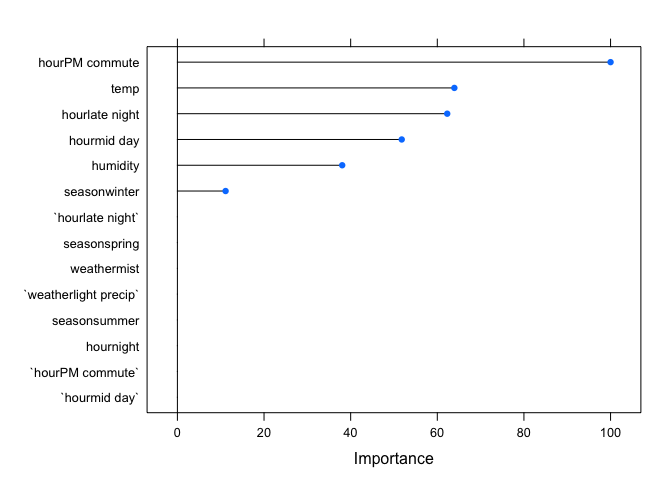 hourPM commute
temp
hourlate night
hourmid day
humidity
seasonwinter
`hourlate night`
seasonspring
weathermist
`weatherlight precip`
seasonsummer
hournight
`hourPM commute`
`hourmid day`
0 20 40 60 80 100
Importance